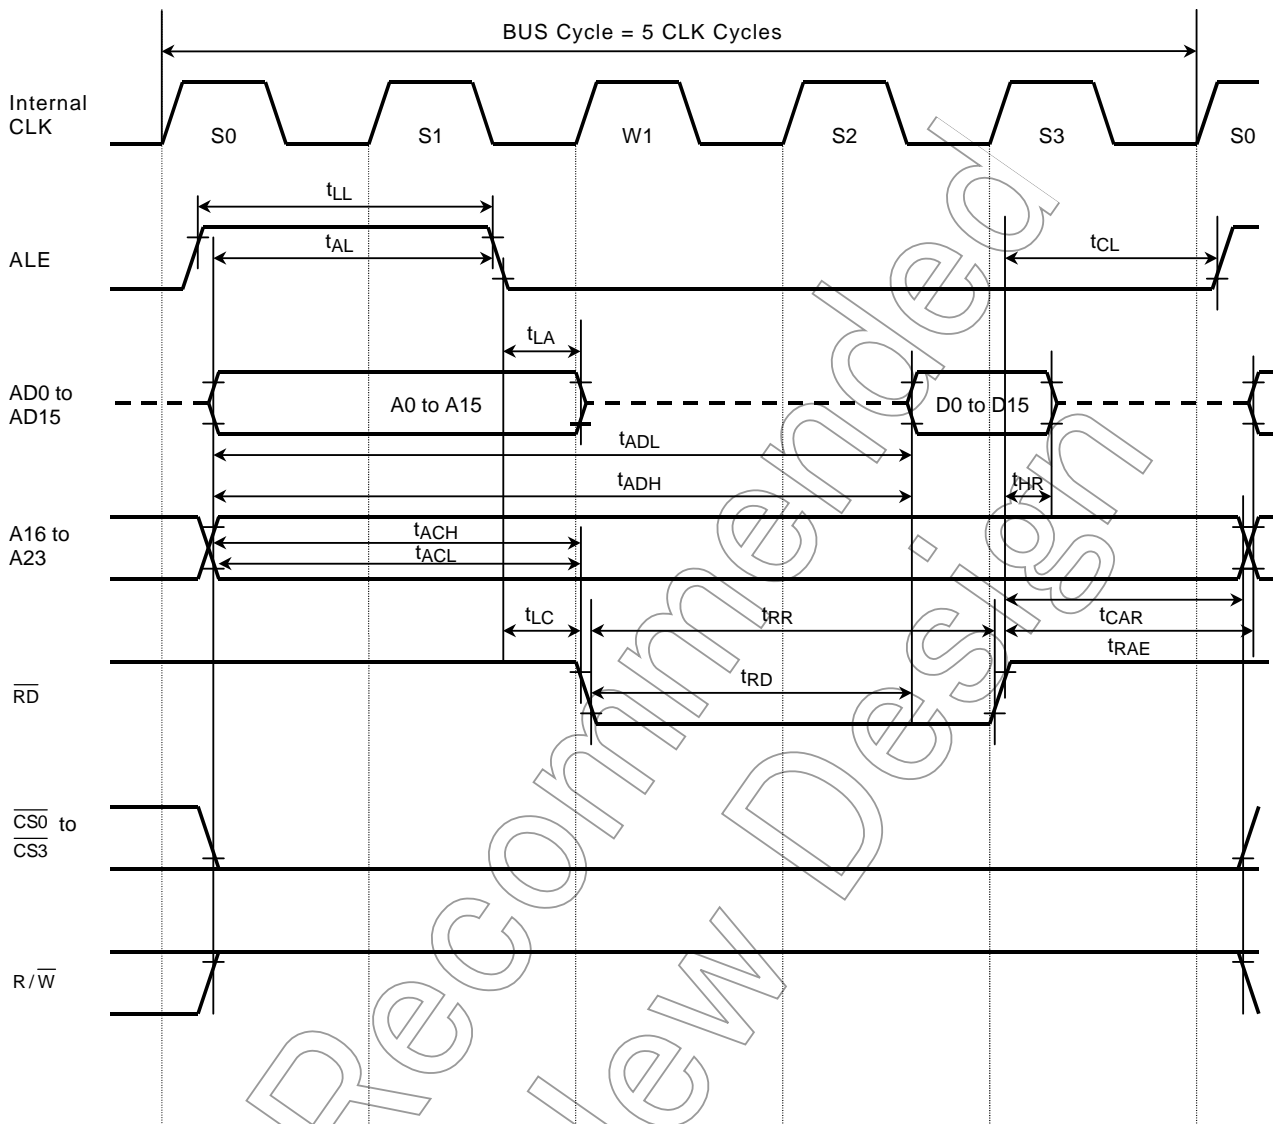 BUS Cycle = 5 CLK Cycles
Internal
CLK
S0
S1
W1
S2
S3
S0
tLL
ALE
tAL
tCL
tLA
AD0 to
AD15
A0 to A15
D0 to D15
tADL
tADH
tHR
A16 to
A23
tACH
tACL
tLC
tRR
tCAR
tRAE
RD
tRD
CS0 to
CS3
R/W
Recommended
ew Design